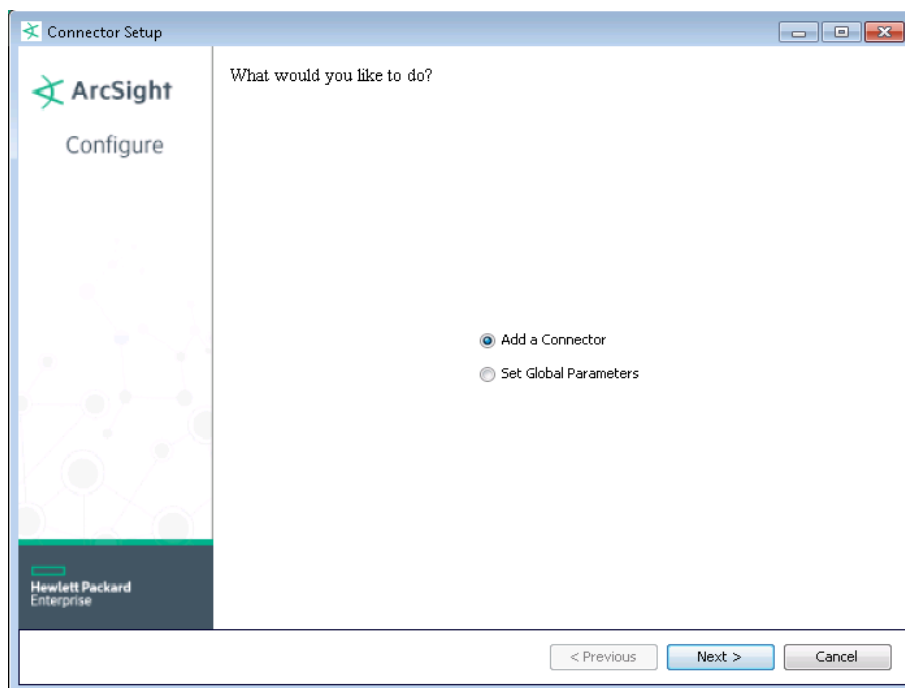 Connector Setup
ArcSight
Configure
What would you like to do?
Add a Connector
Set Global Parameters
Hewlett Packard
Enterprise
< Previous
Next >
Cancel